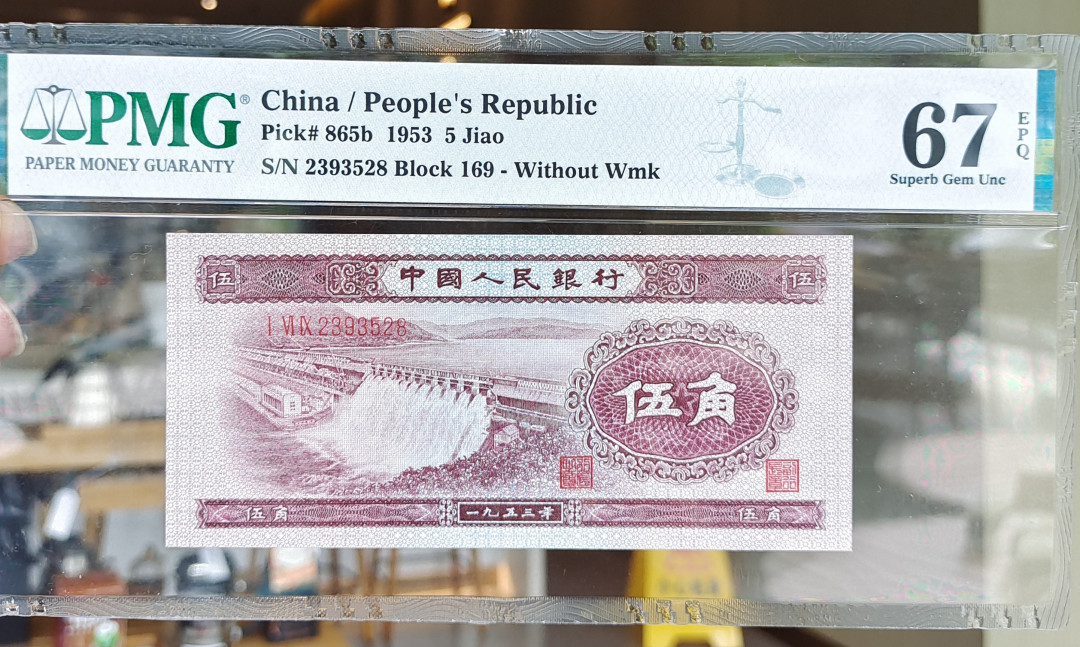 PMG®
PAPER MONEY GUARANTY
China / People's Republic
Pick# 865b 1953 5 Jiao
S/N 2393528 Block 169 - Without Wmk
67
EPQ
Superb Gem Unc
伍 中國人民銀行 伍
I VI IX 2393528
伍角
伍角 一九五三年 伍角